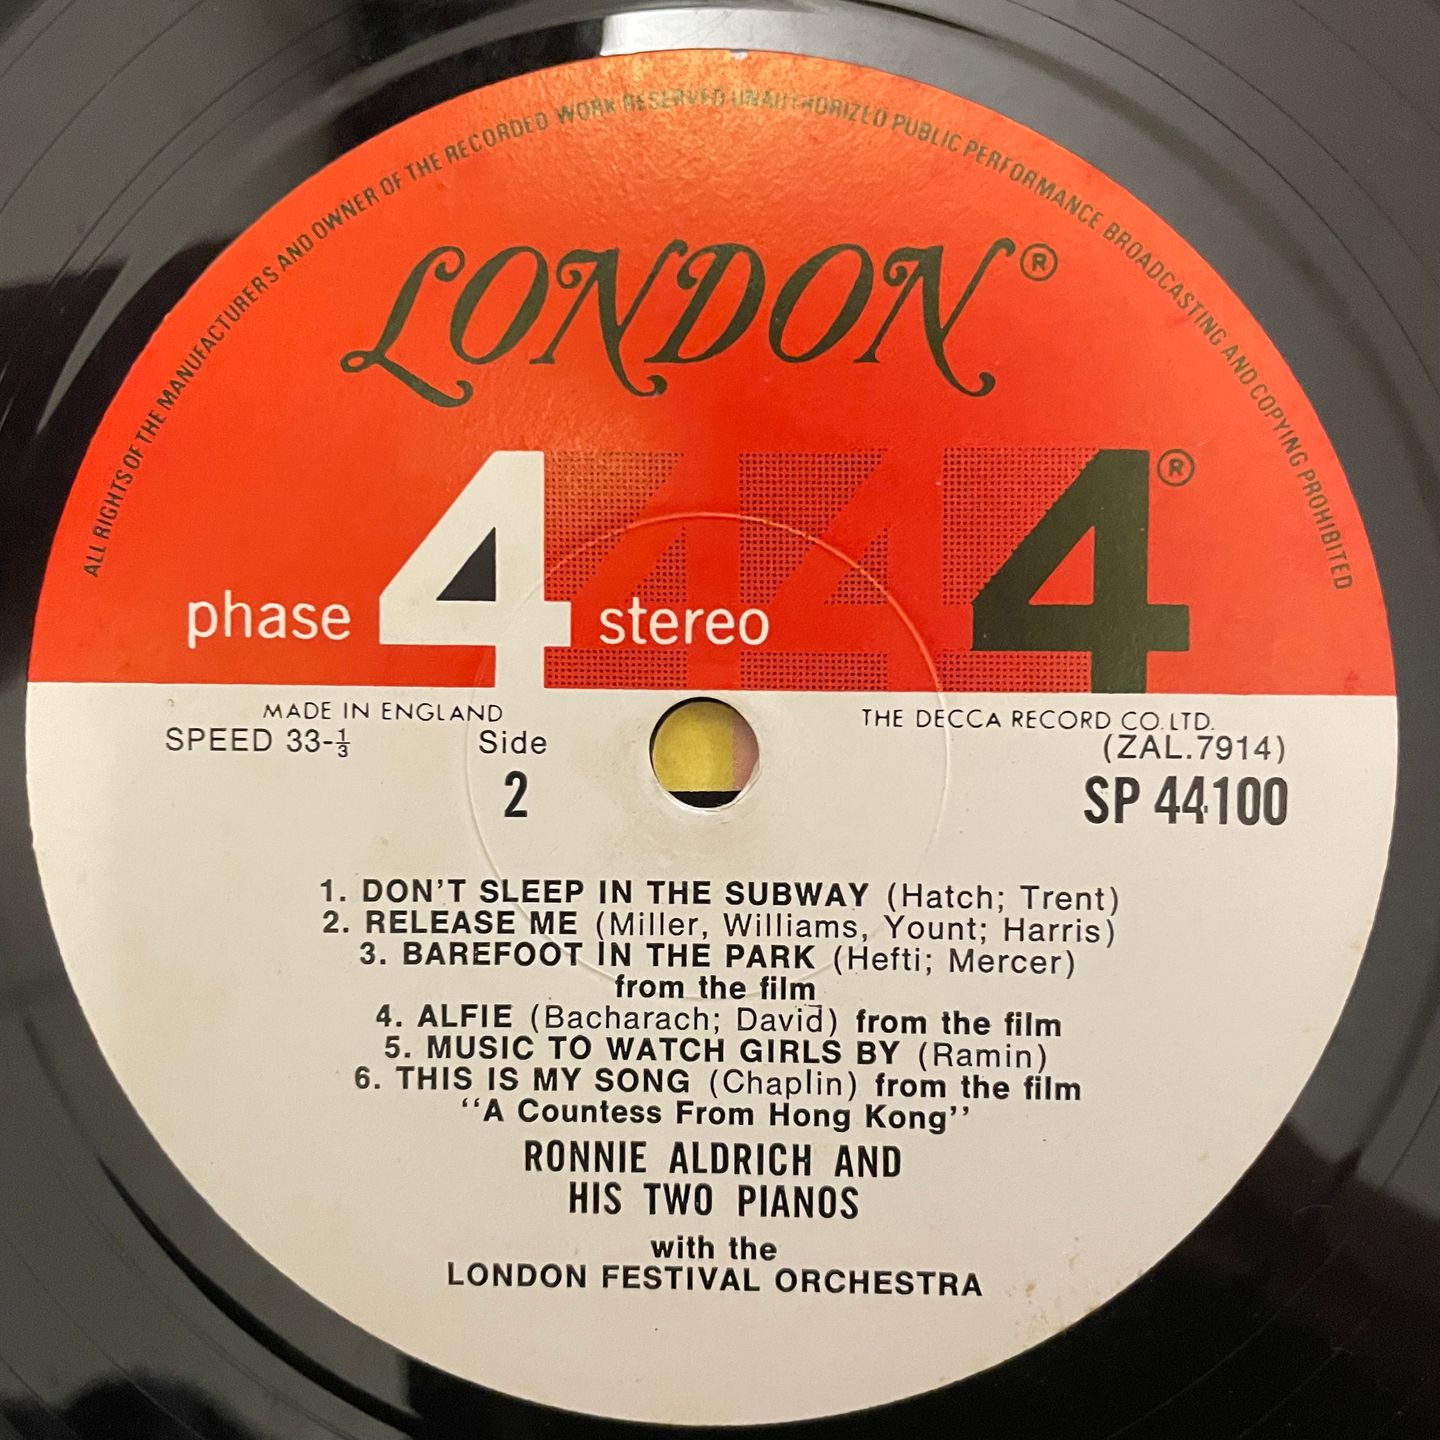 ALL RIGHTS OF THE MANUFACTURERS AND OWNER OF THE RECORDED WORK RESERVED UNAUTHORIZED PUBLIC PERFORMANCE BROADCASTING AND COPYING PROHIBITED
LONDON®
phase 4 stereo 4®
MADE IN ENGLAND
THE DECCA RECORD CO. LTD.
SPEED 33-⅓
Side
(ZAL.7914)
2
SP 44100
1. DON'T SLEEP IN THE SUBWAY (Hatch; Trent)
2. RELEASE ME (Miller, Williams, Yount; Harris)
3. BAREFOOT IN THE PARK (Hefti; Mercer)
from the film
4. ALFIE (Bacharach; David) from the film
5. MUSIC TO WATCH GIRLS BY (Ramin)
6. THIS IS MY SONG (Chaplin) from the film
"A Countess From Hong Kong"
RONNIE ALDRICH AND
HIS TWO PIANOS
with the
LONDON FESTIVAL ORCHESTRA